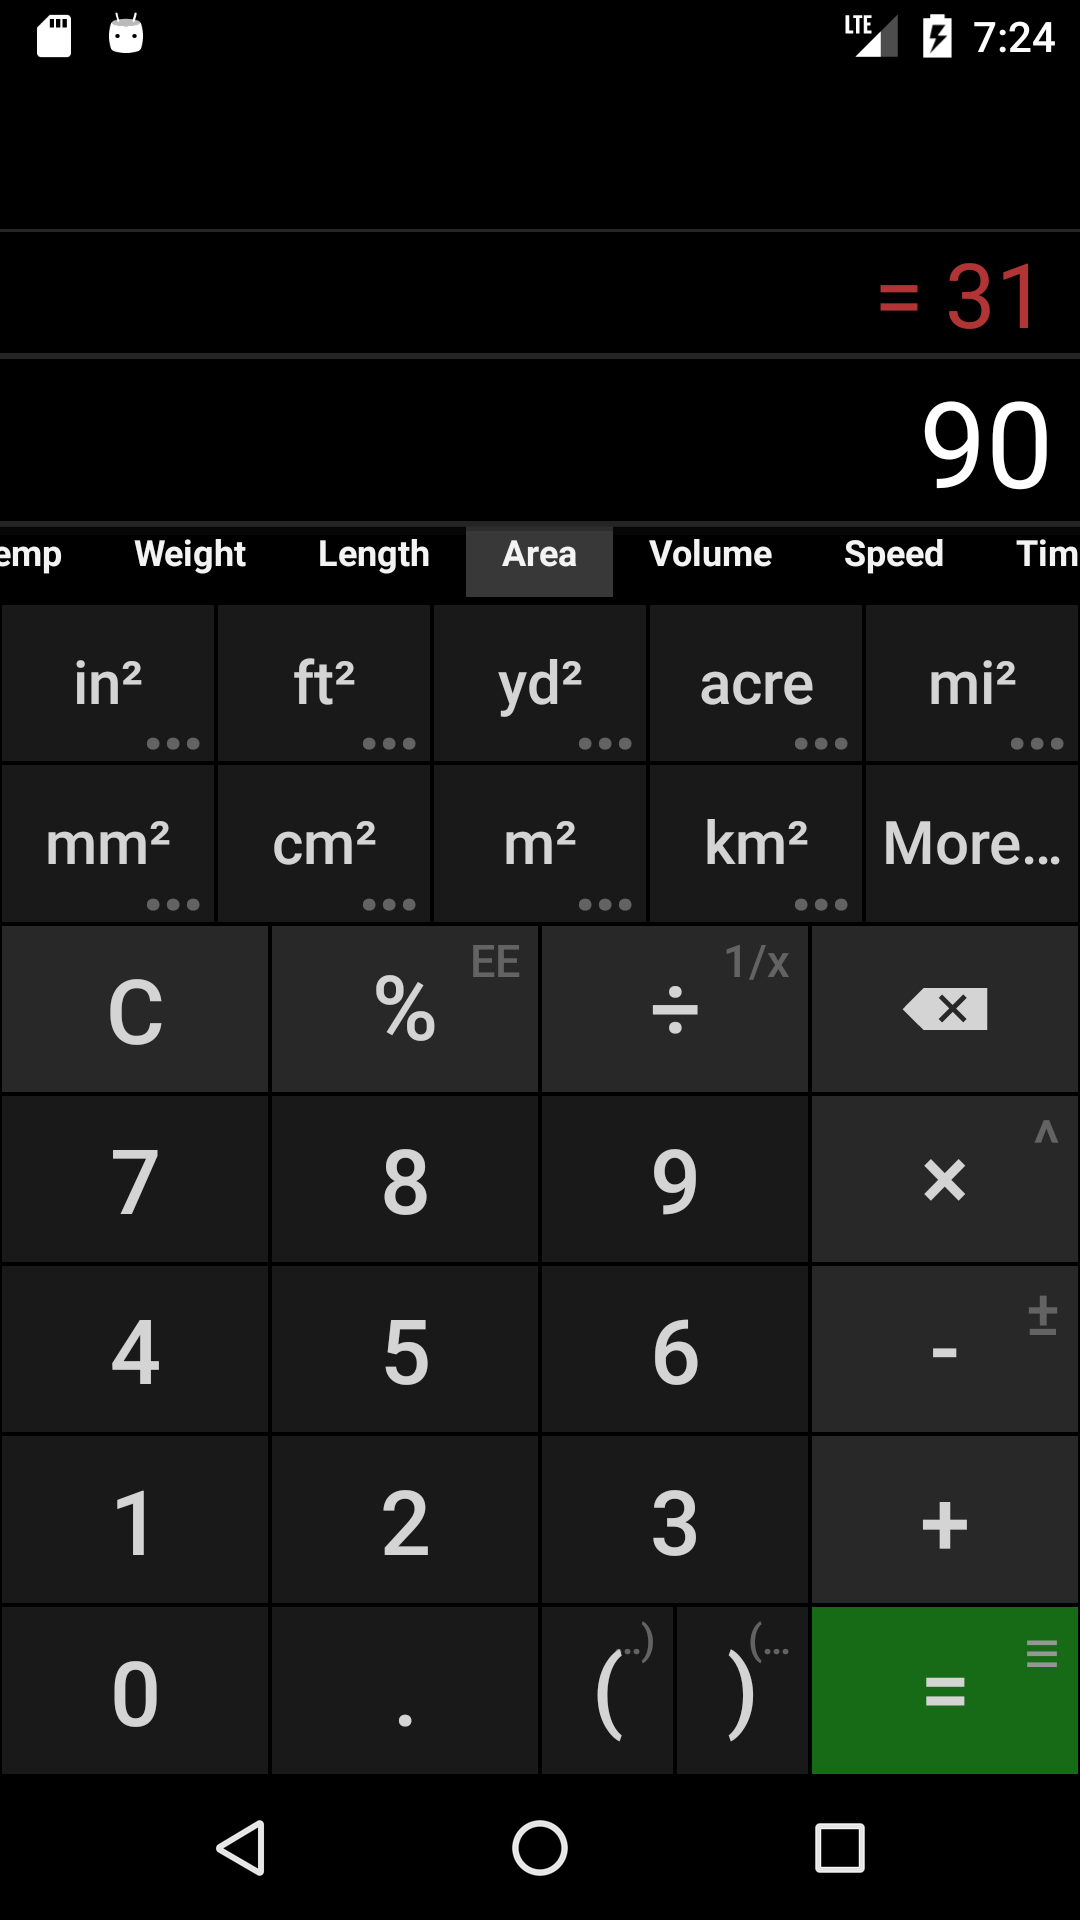 LTE 7:24
= 31
90
emp Weight Length Area Volume Speed Tim
in² ft² yd² acre mi²
mm² cm² m² km² More...
C % EE ÷ 1/x
7 8 9 × ^
4 5 6 - ±
1 2 3 +
0 . ( ..) ) (... =